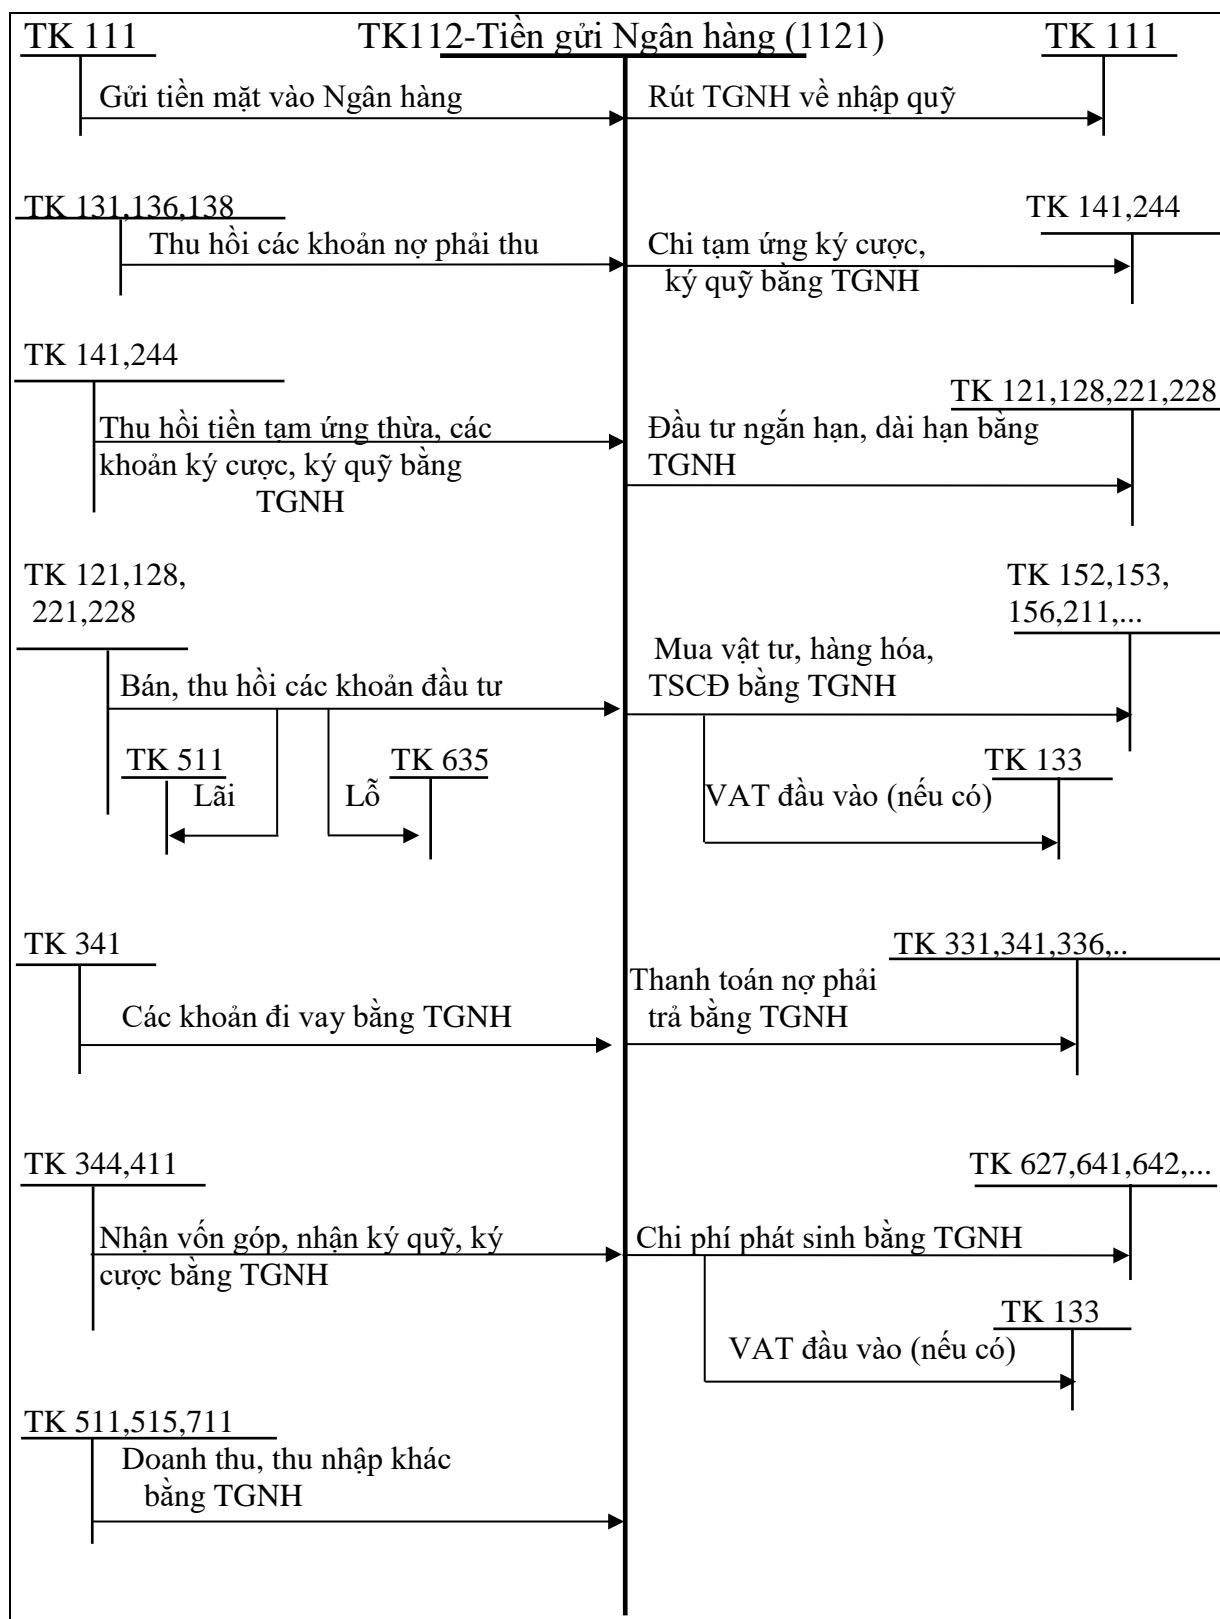 TK 111
TK112-Tiền gửi Ngân hàng (1121)
TK 111
Gửi tiền mặt vào Ngân hàng
Rút TGNH về nhập quỹ
TK 131,136,138
TK 141,244
Thu hồi các khoản nợ phải thu
Chi tạm ứng ký cược,
ký quỹ bằng TGNH
TK 141,244
TK 121,128,221,228
Thu hồi tiền tạm ứng thừa, các
khoản ký cược, ký quỹ bằng
TGNH
Đầu tư ngắn hạn, dài hạn bằng
TGNH
TK 121,128,
221,228
TK 152,153,
156,211,...
Bán, thu hồi các khoản đầu tư
Mua vật tư, hàng hóa,
TSCĐ bằng TGNH
TK 511
TK 635
TK 133
Lãi
Lỗ
VAT đầu vào (nếu có)
TK 341
TK 331,341,336,..
Các khoản đi vay bằng TGNH
Thanh toán nợ phải
trả bằng TGNH
TK 344,411
TK 627,641,642,...
Nhận vốn góp, nhận ký quỹ, ký
cược bằng TGNH
Chi phí phát sinh bằng TGNH
TK 133
VAT đầu vào (nếu có)
TK 511,515,711
Doanh thu, thu nhập khác
bằng TGNH